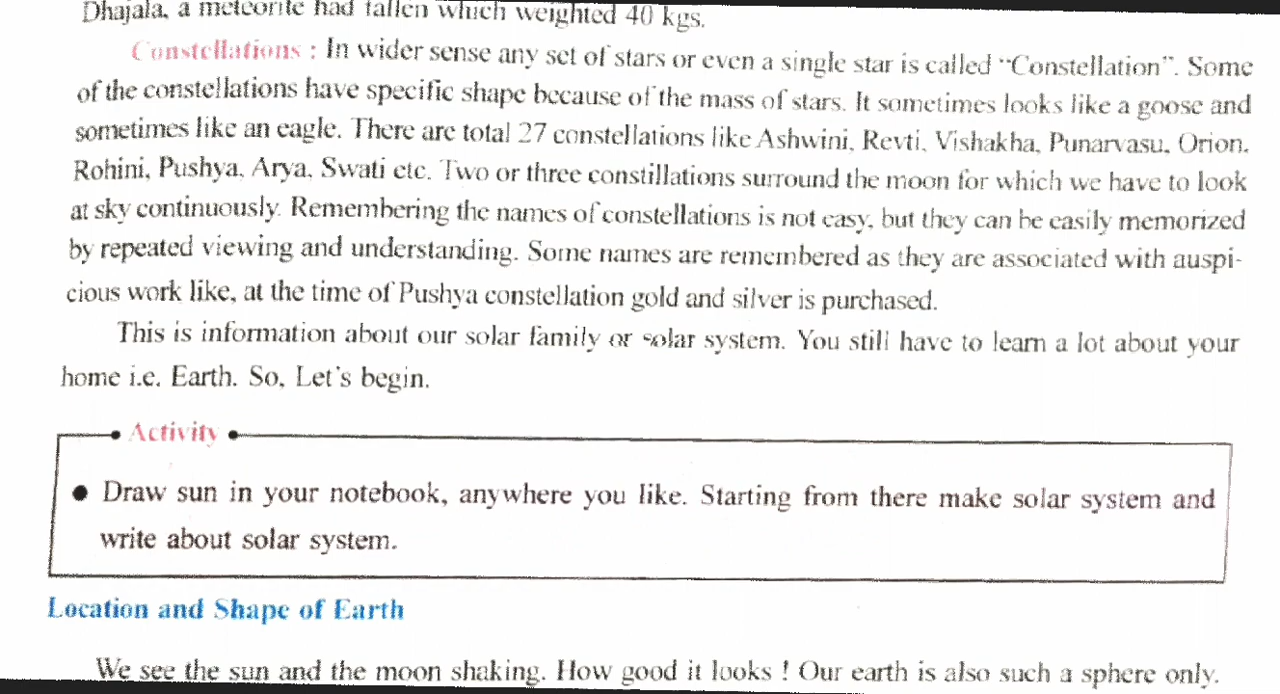 Dhajala, a meteorite had fallen which weighted 40 kgs.
Constellations : In wider sense any set of stars or even a single star is called “Constellation”. Some
of the constellations have specific shape because of the mass of stars. It sometimes looks like a goose and
sometimes like an eagle. There are total 27 constellations like Ashwini, Revti, Vishakha, Punarvasu, Orion,
Rohini, Pushya, Arya, Swati etc. Two or three constillations surround the moon for which we have to look
at sky continuously. Remembering the names of constellations is not easy, but they can be easily memorized
by repeated viewing and understanding. Some names are remembered as they are associated with auspi-
cious work like, at the time of Pushya constellation gold and silver is purchased.
This is information about our solar family or solar system. You still have to learn a lot about your
home i.e. Earth. So, Let's begin.
Activity
● Draw sun in your notebook, anywhere you like. Starting from there make solar system and
write about solar system.
Location and Shape of Earth
We see the sun and the moon shaking. How good it looks ! Our earth is also such a sphere only.